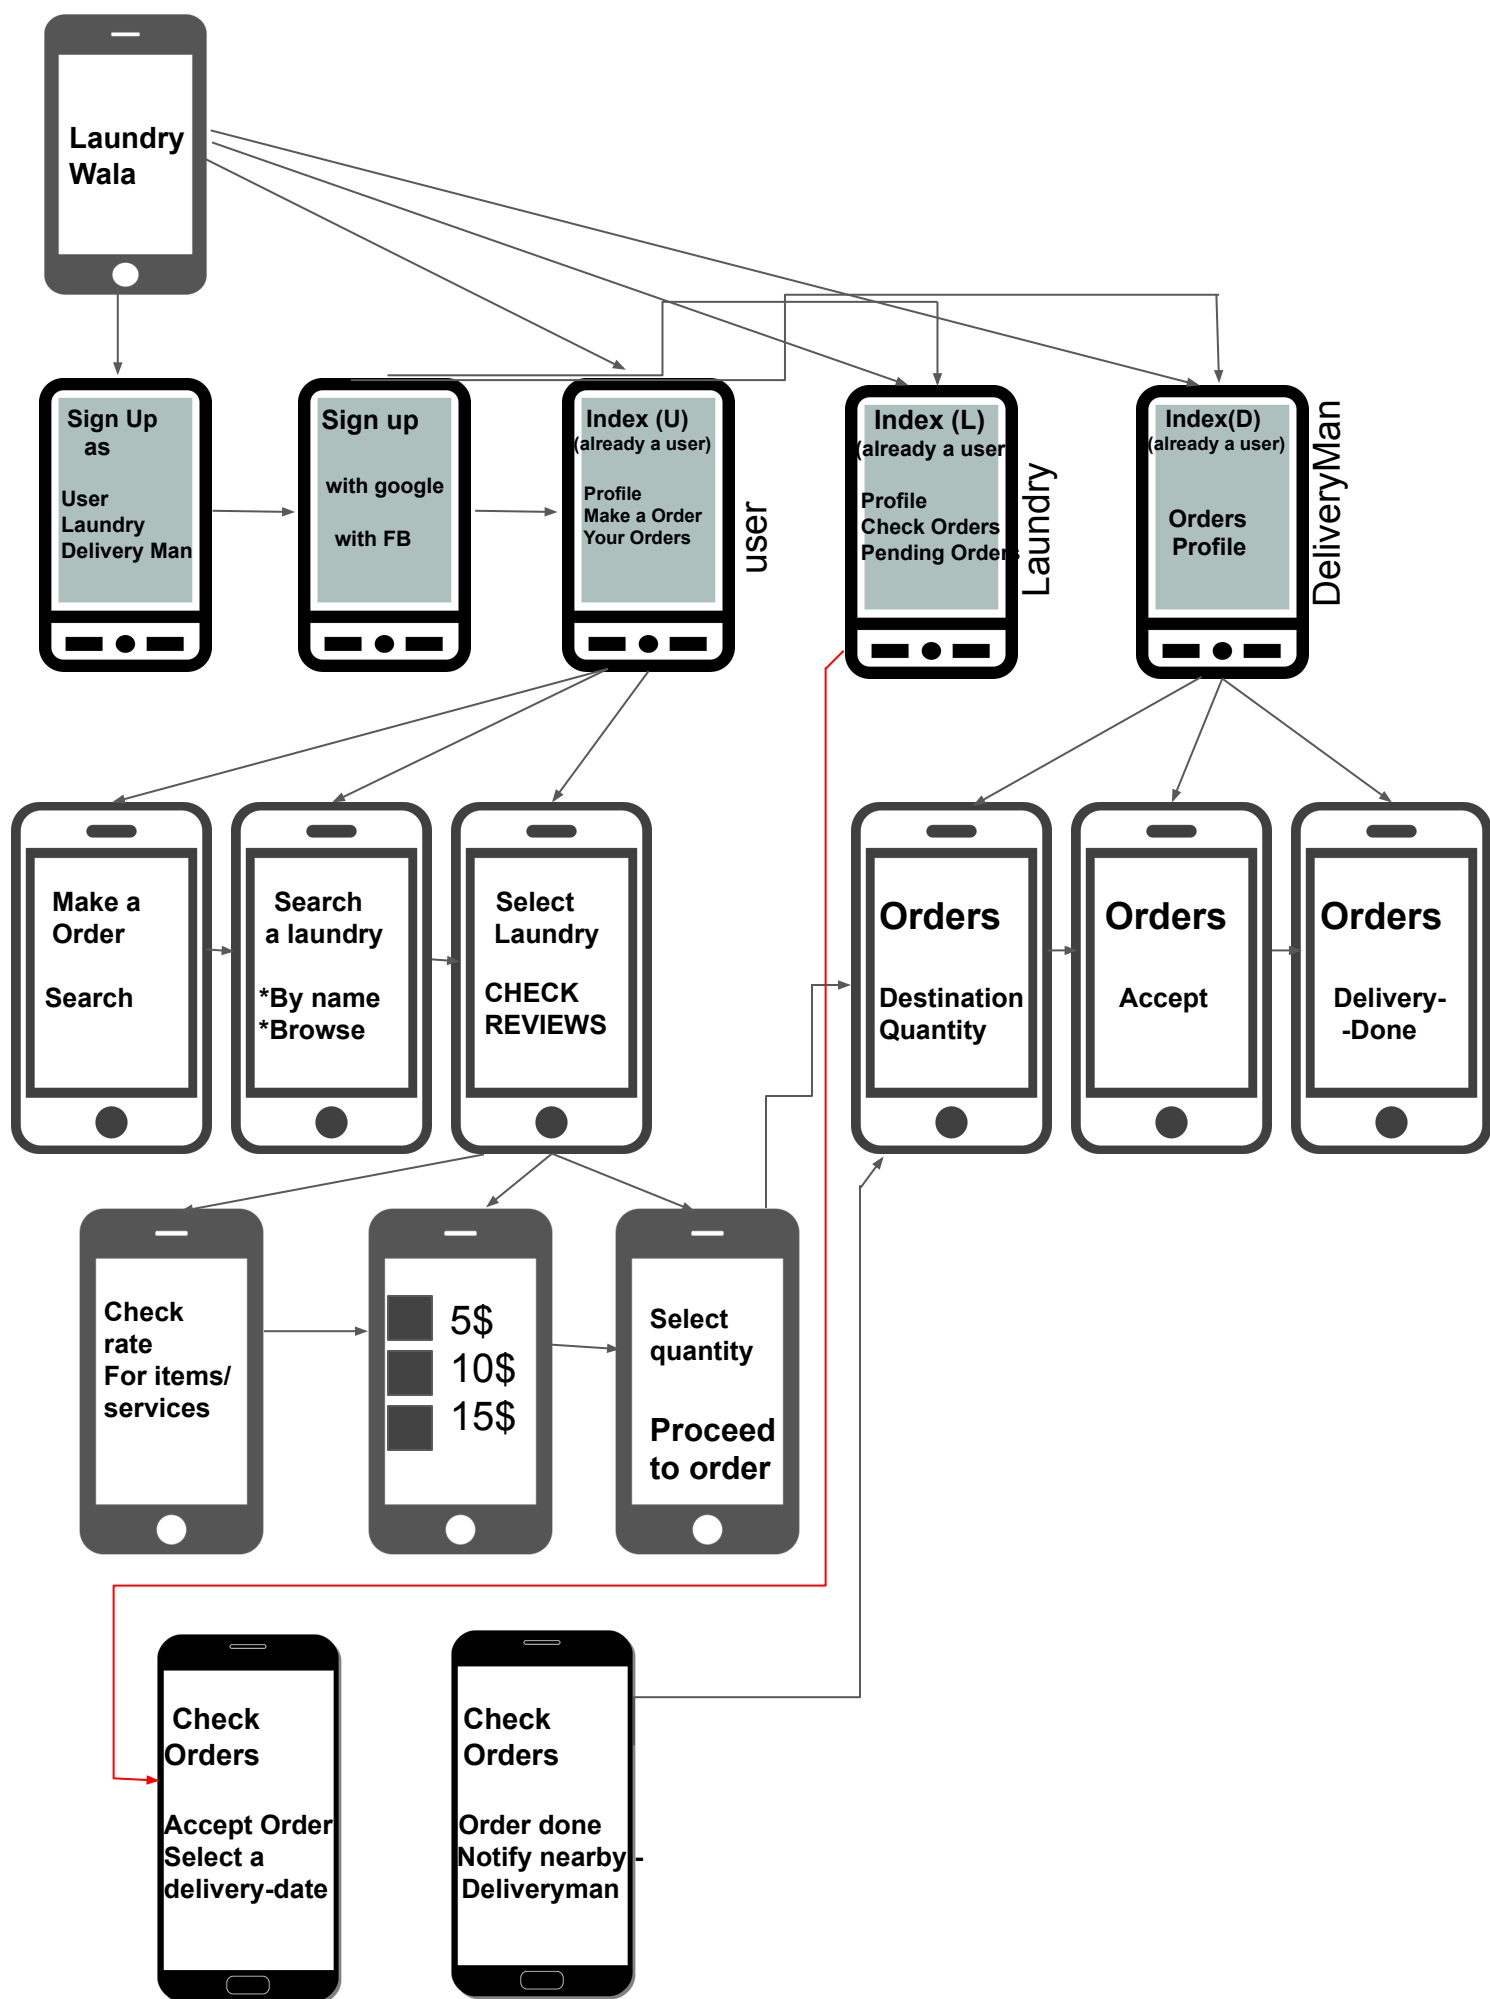 Laundry
Wala
Sign Up
as
User
Laundry
Delivery Man
Sign up
with google
with FB
Index (U)
(already a user)
Profile
Make a Order
Your Orders
user
Index (L)
(already a user
Profile
Check Orders
Pending Orders
Laundry
Index(D)
(already a user)
Orders
Profile
DeliveryMan
Make a
Order
Search
Search
a laundry
*By name
*Browse
Select
Laundry
CHECK
REVIEWS
Orders
Destination
Quantity
Orders
Accept
Orders
Delivery-
-Done
Check
rate
For items/
services
5$
10$
15$
Select
quantity
Proceed
to order
Check
Orders
Accept Order
Select a
delivery-date
Check
Orders
Order done
Notify nearby -
Deliveryman